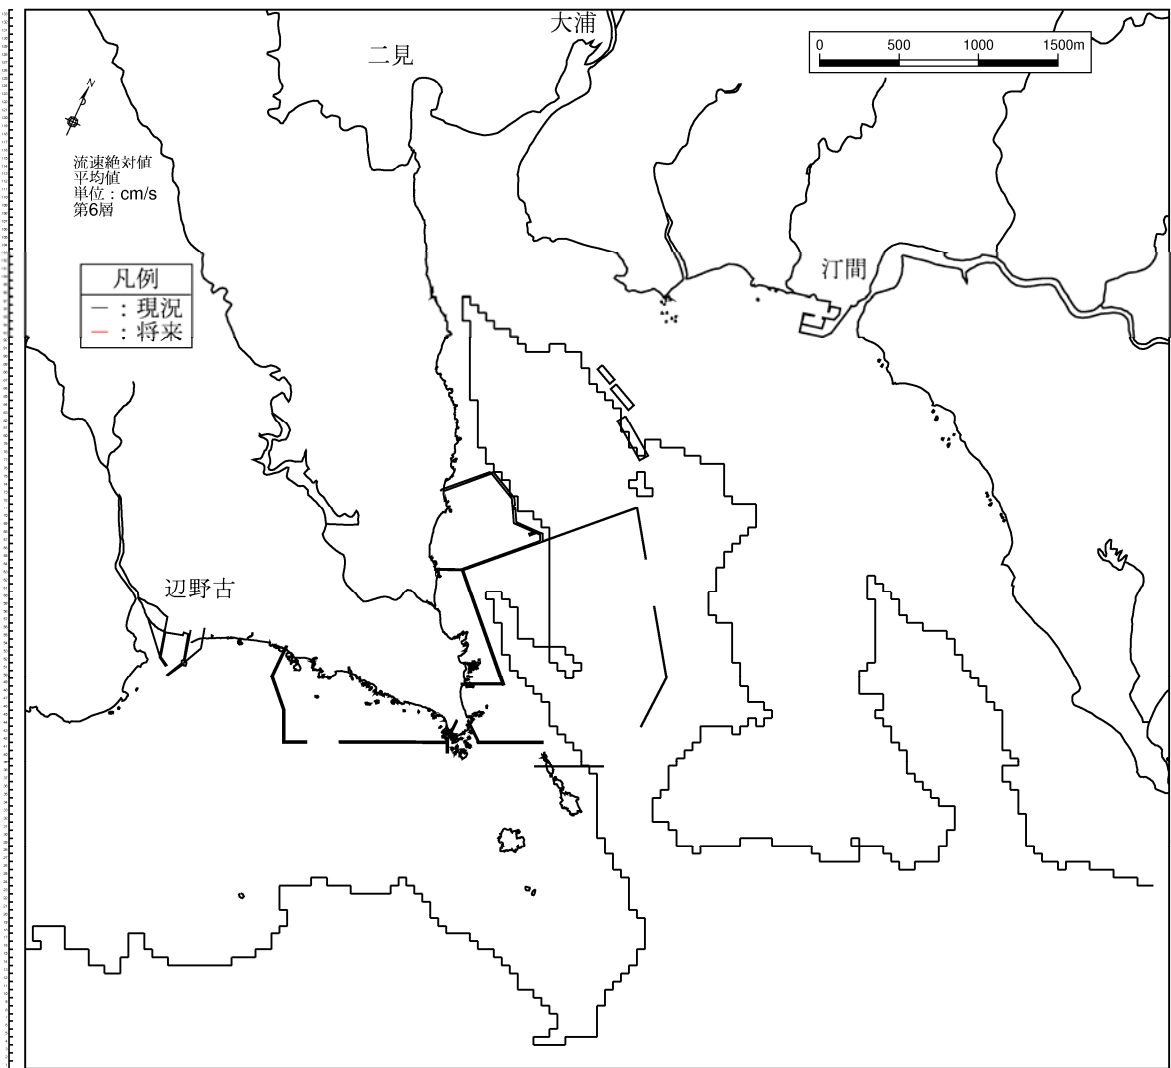 大浦
二見
0 500 1000 1500m
N
流速絶対値
平均値
単位：cm/s
第6層
汀間
凡例
― ：現況
― ：将来
辺野古